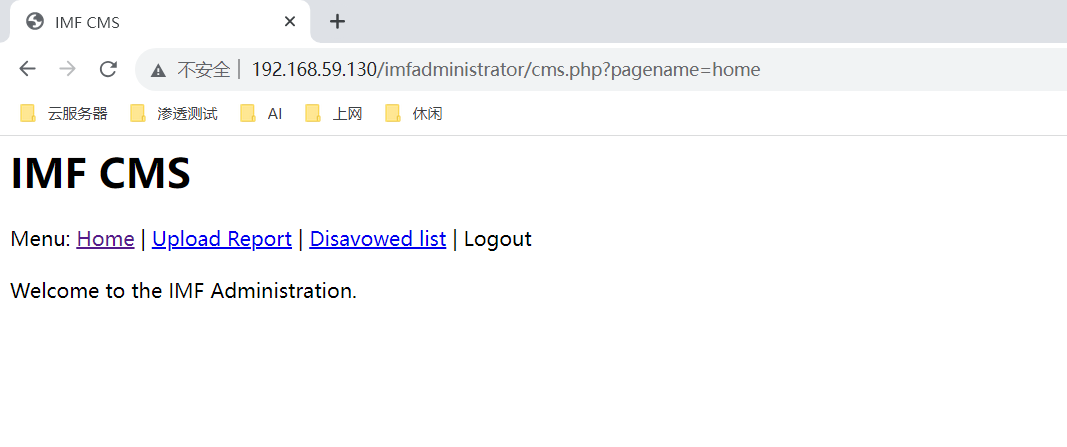 IMF CMS
不安全 192.168.59.130/imfadministrator/cms.php?pagename=home
云服务器 渗透测试 AI 上网 休闲
IMF CMS
Menu: Home | Upload Report | Disavowed list | Logout
Welcome to the IMF Administration.